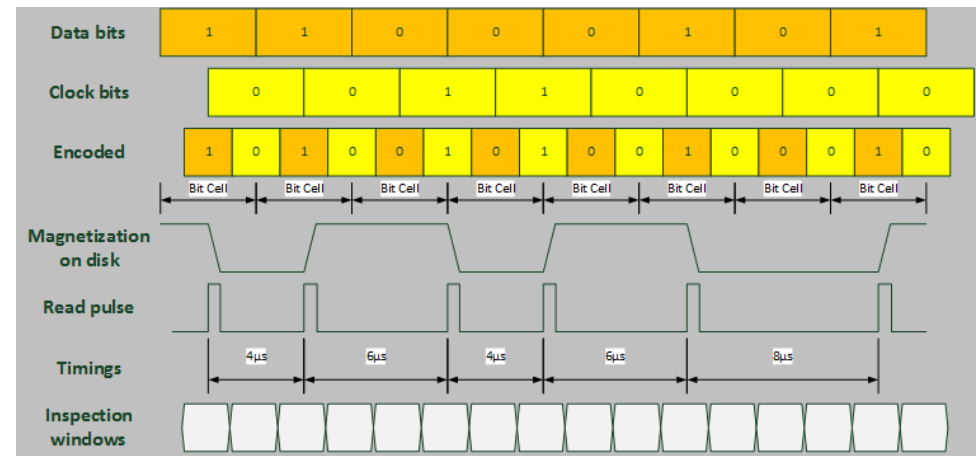 Data bits 1 1 0 0 0 1 0 1
Clock bits 0 0 1 1 0 0 0 0
Encoded 1 0 1 0 0 1 0 1 0 0 1 0 0 0 1 0
Bit Cell Bit Cell Bit Cell Bit Cell Bit Cell Bit Cell Bit Cell Bit Cell
Magnetization
on disk
Read pulse
Timings 4μs 6μs 4μs 6μs 8μs
Inspection
windows